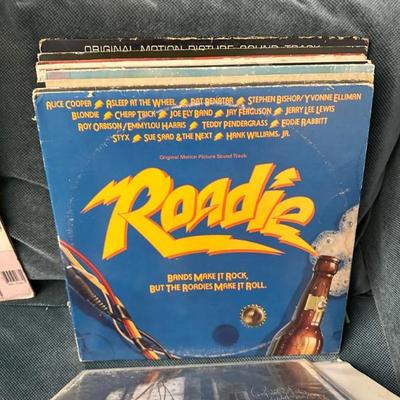 ORIGINAL MOTION PICTURE SOUND TRACK
ALICE COOPER ASLEEP AT THE WHEEL PAT BENATAR STEPHEN BISHOP/YVONNE ELLIMAN
BLONDIE CHEAP TRICK JOE ELY BAND JAY FERGUSON JERRY LEE LEWIS
ROY ORBISON/EMMYLOU HARRIS TEDDY PENDERGRASS EDDIE RABBITT
STYX SUE SAAD & THE NEXT HANK WILLIAMS, JR.
Original Motion Picture Sound Track
Roadie
BANDS MAKE IT ROCK,
BUT THE ROADIES MAKE IT ROLL.